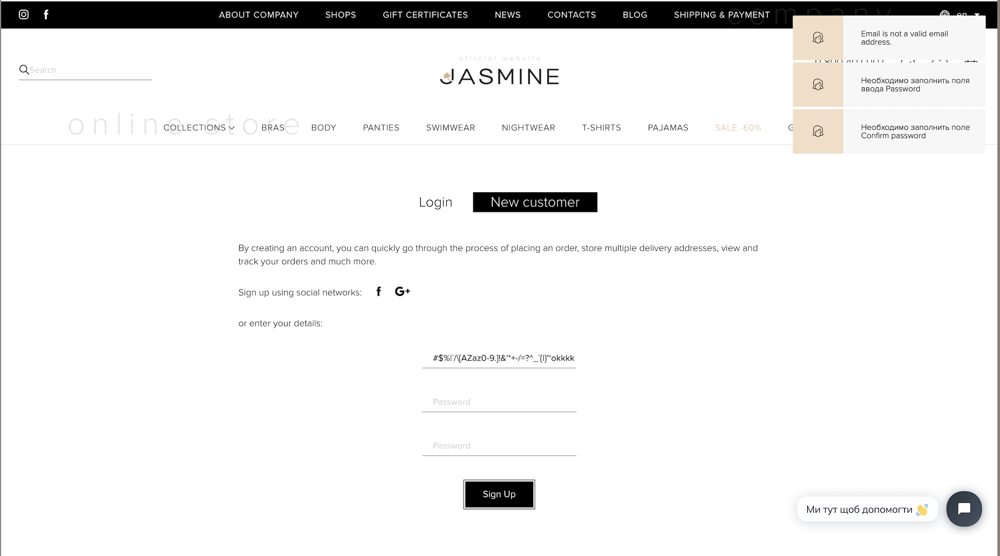 company
ABOUT COMPANY SHOPS GIFT CERTIFICATES NEWS CONTACTS BLOG SHIPPING & PAYMENT en
Email is not a valid email
address.
official website
Search
JASMINE
Необходимо заполнить поля
ввода Password
online store
COLLECTIONS BRAS BODY PANTIES SWIMWEAR NIGHTWEAR T-SHIRTS PAJAMAS SALE -60%
Необходимо заполнить поле
Confirm password
Login New customer
By creating an account, you can quickly go through the process of placing an order, store multiple delivery addresses, view and
track your orders and much more.
Sign up using social networks: f G+
or enter your details:
#$%|`/\[AZaz0-9.]!&'*+-/=?^_`{|}~okkkk
Password
Password
Sign Up
Ми тут щоб допомогти 👋